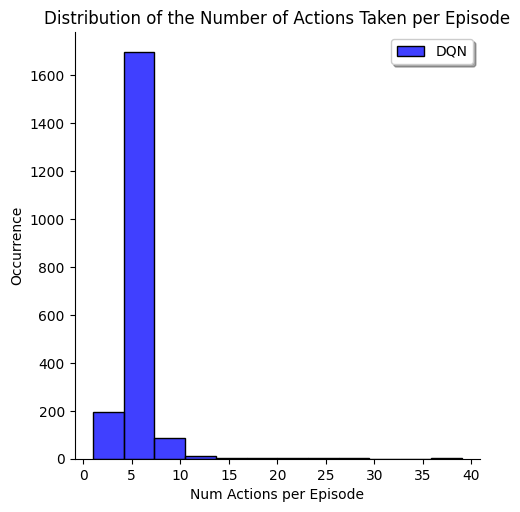 Distribution of the Number of Actions Taken per Episode
DQN
1600
1400
1200
1000
800
600
400
200
0
0 5 10 15 20 25 30 35 40
Occurrence
Num Actions per Episode